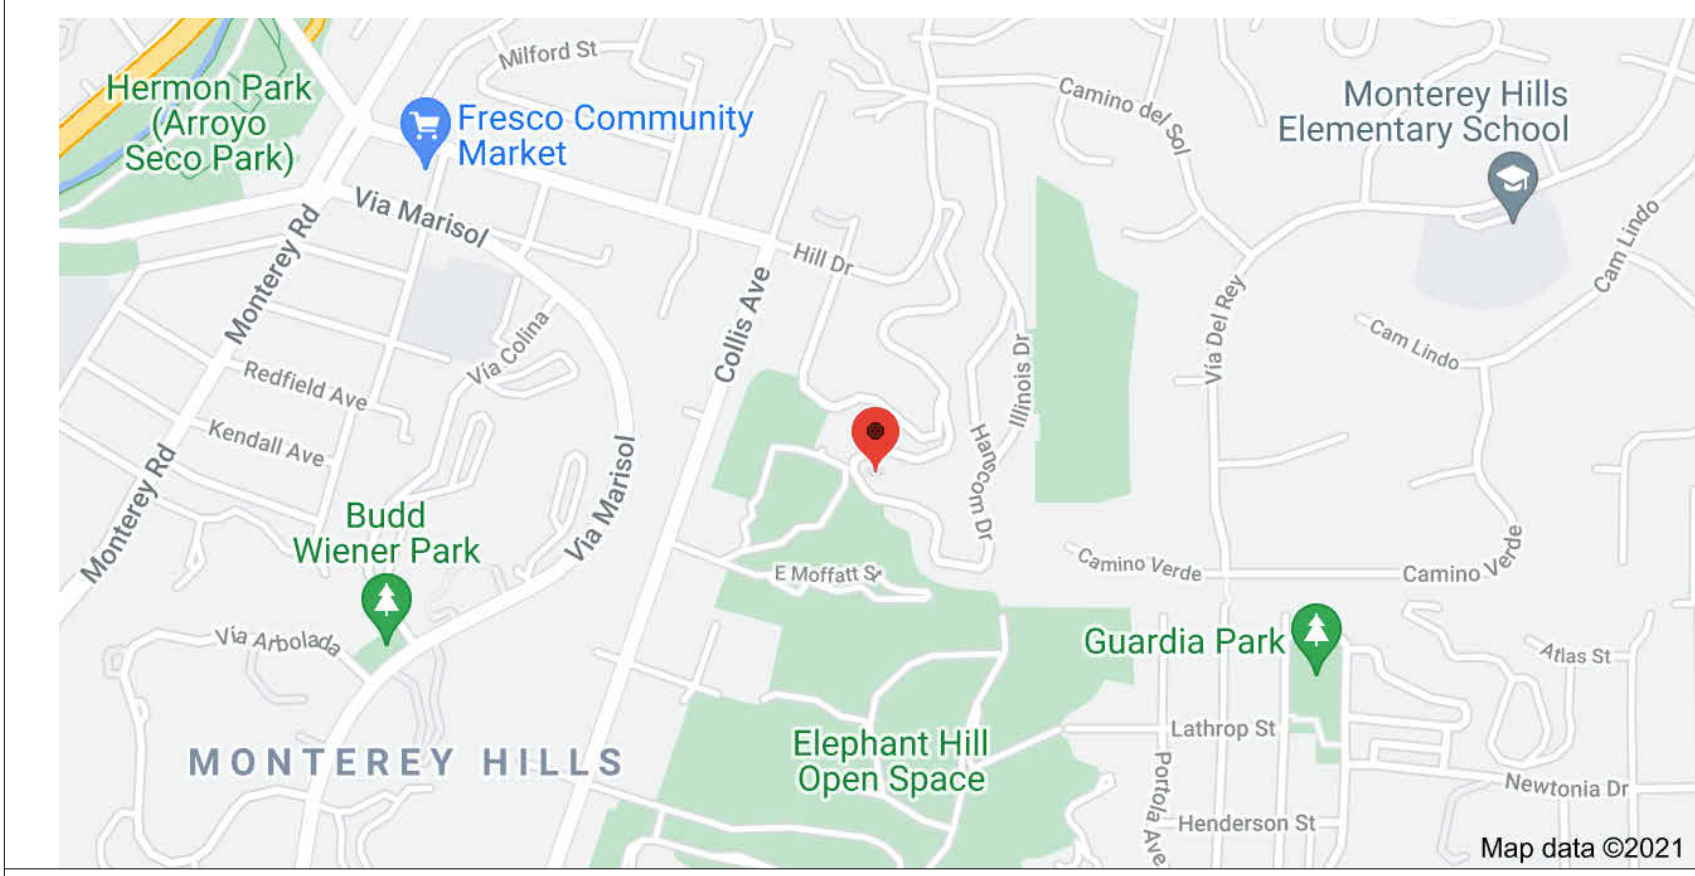 Milford St
Hermon Park
(Arroyo
Seco Park)
Fresco Community
Market
Camino del Sol
Monterey Hills
Elementary School
Via Marisol
Monterey Rd
Hill Dr
Collis Ave
Cam Lindo
Via Del Rey
Cam Lindo
Vía Colina
Illinois Dr
Redfield Ave
Kendall Ave
Hanscom Dr
Monterey Rd
Via Marisol
Budd
Wiener Park
E Moffatt St
Camino Verde
Camino Verde
Vía Arbolada
Guardia Park
Atlas St
Lathrop St
Elephant Hill
Open Space
MONTEREY HILLS
Portola Ave
Newtonia Dr
Henderson St
Map data ©2021